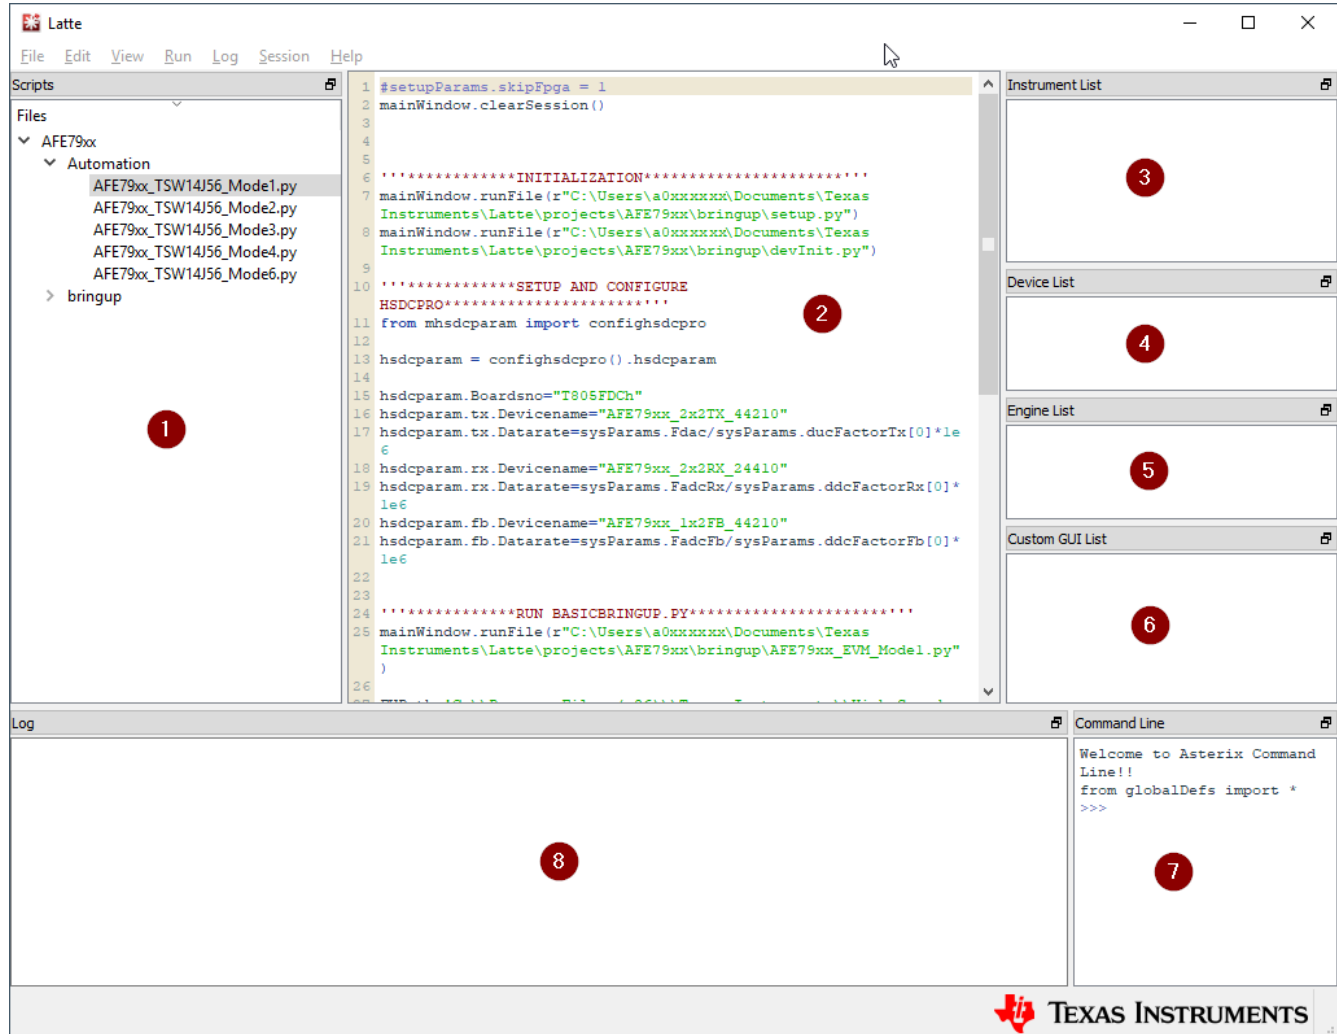 Latte
File Edit View Run Log Session Help
Scripts
Files
AFE79xx
Automation
AFE79xx_TSW14J56_Mode1.py
AFE79xx_TSW14J56_Mode2.py
AFE79xx_TSW14J56_Mode3.py
AFE79xx_TSW14J56_Mode4.py
AFE79xx_TSW14J56_Mode6.py
bringup
1
1 #setupParams.skipFpga = 1
2 mainWindow.clearSession()
3
4
5
6 '''************INITIALIZATION**********************'''
7 mainWindow.runFile(r"C:\Users\a0xxxxxx\Documents\Texas
Instruments\Latte\projects\AFE79xx\bringup\setup.py")
8 mainWindow.runFile(r"C:\Users\a0xxxxxx\Documents\Texas
Instruments\Latte\projects\AFE79xx\bringup\devInit.py")
9
10 '''************SETUP AND CONFIGURE
HSDCPRO**********************'''
11 from mhsdcparam import confighsdcpro
12
13 hsdcparam = confighsdcpro().hsdcparam
14
15 hsdcparam.Boardsno="T805FDCh"
16 hsdcparam.tx.Devicename="AFE79xx_2x2TX_44210"
17 hsdcparam.tx.Datarate=sysParams.Fdac/sysParams.ducFactorTx[0]*1e
6
18 hsdcparam.rx.Devicename="AFE79xx_2x2RX_24410"
19 hsdcparam.rx.Datarate=sysParams.FadcRx/sysParams.ddcFactorRx[0]*
1e6
20 hsdcparam.fb.Devicename="AFE79xx_1x2FB_44210"
21 hsdcparam.fb.Datarate=sysParams.FadcFb/sysParams.ddcFactorFb[0]*
1e6
22
23
24 '''************RUN BASICBRINGUP.PY**********************'''
25 mainWindow.runFile(r"C:\Users\a0xxxxxx\Documents\Texas
Instruments\Latte\projects\AFE79xx\bringup\AFE79xx_EVM_Mode1.py"
)
26
2
Instrument List
3
Device List
4
Engine List
5
Custom GUI List
6
Log
8
Command Line
Welcome to Asterix Command
Line!!
from globalDefs import *
>>>
7
TEXAS INSTRUMENTS